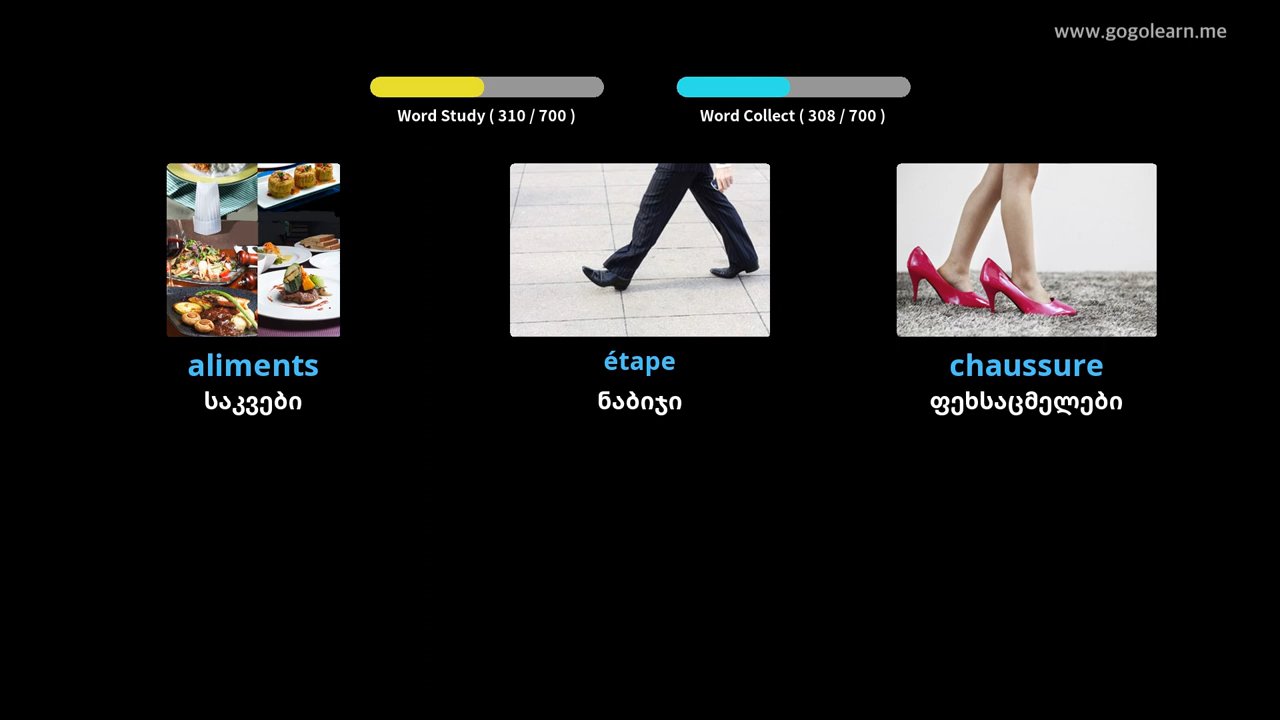 www.gogolearn.me
Word Study ( 310 / 700 )
Word Collect ( 308 / 700 )
aliments
საკვები
étape
ნაბიჯი
chaussure
ფეხსაცმელები